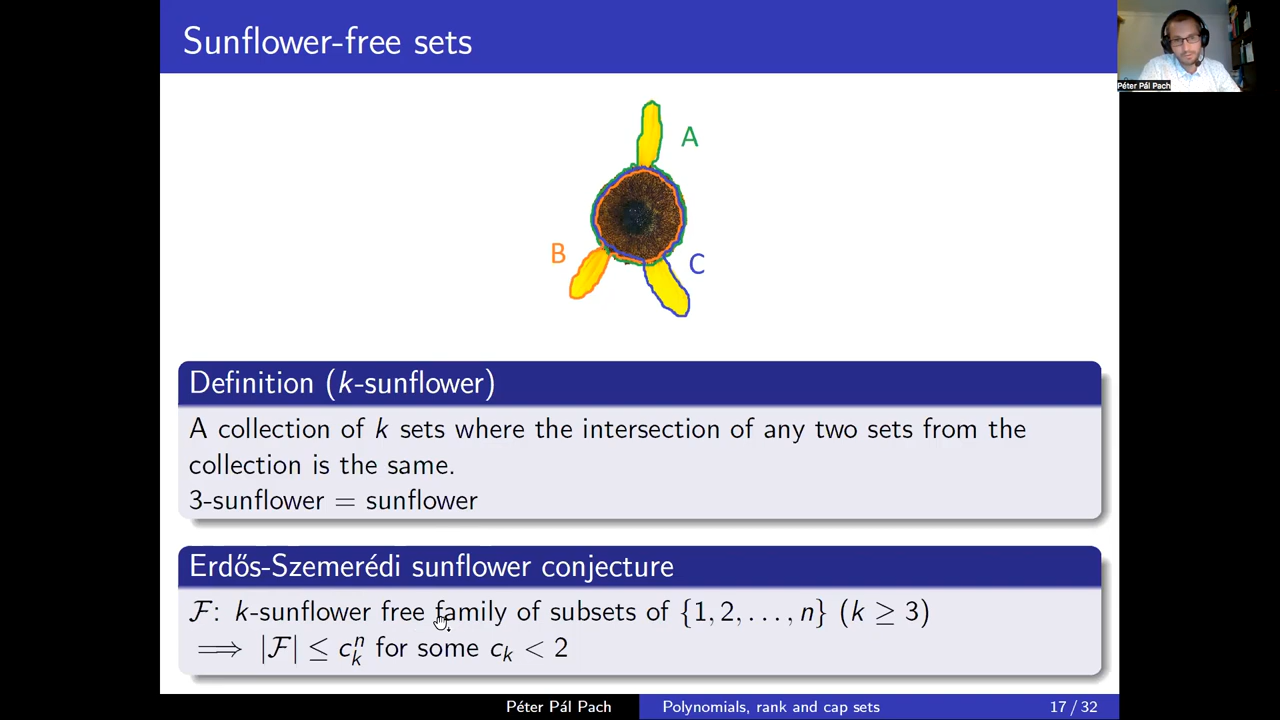 Sunflower-free sets
Péter Pál Pach
A
B
C
Definition (k-sunflower)
A collection of k sets where the intersection of any two sets from the
collection is the same.
3-sunflower = sunflower
Erdős-Szemerédi sunflower conjecture
ℱ: k-sunflower free family of subsets of {1, 2, . . . , n} (k ≥ 3)
⟹ |ℱ| ≤ cₖⁿ for some cₖ < 2
Péter Pál Pach Polynomials, rank and cap sets 17 / 32